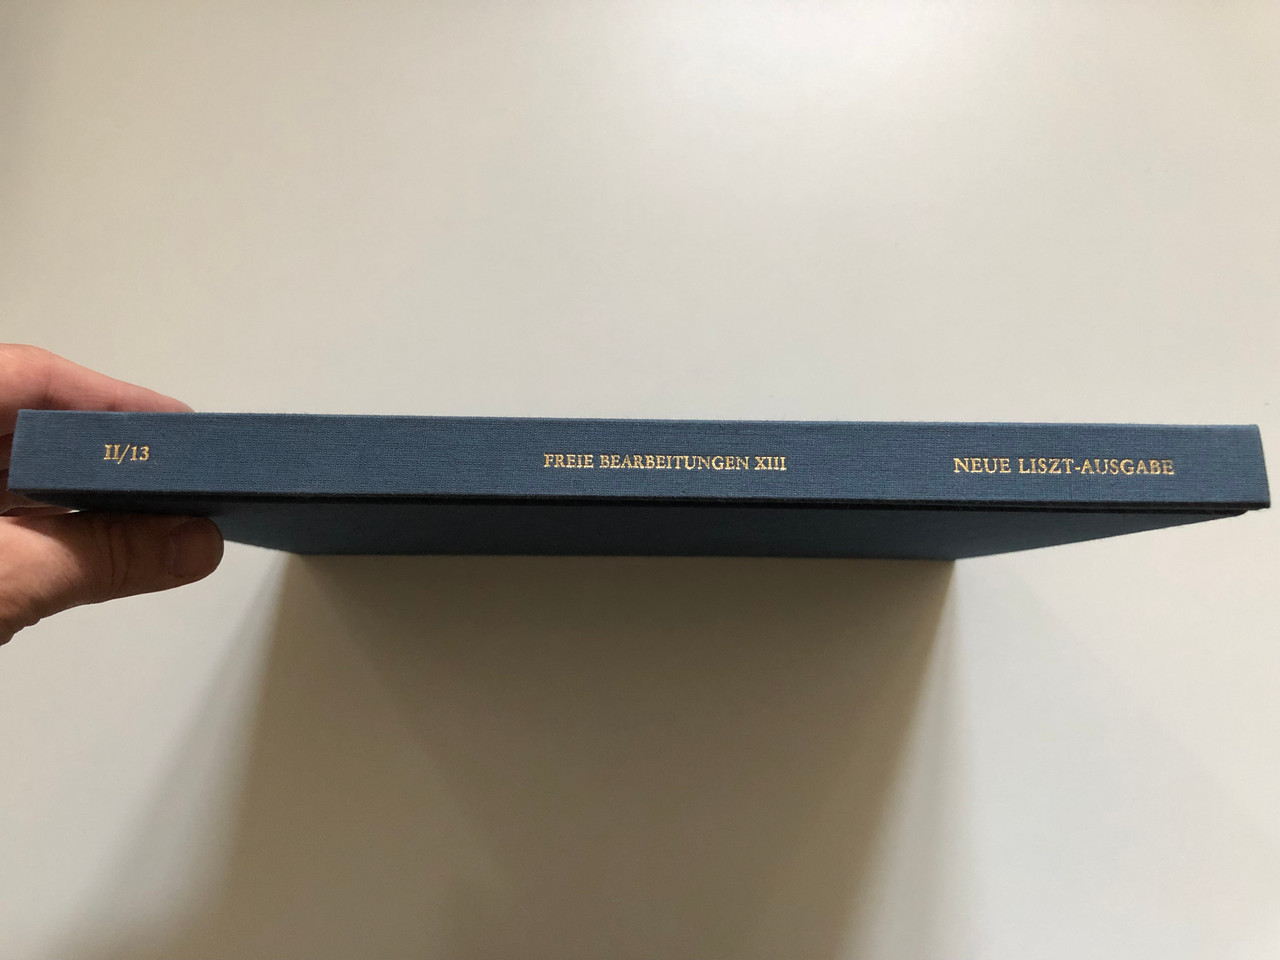 II/13
FREIE BEARBEITUNGEN XIII
NEUE LISZT-AUSGABE